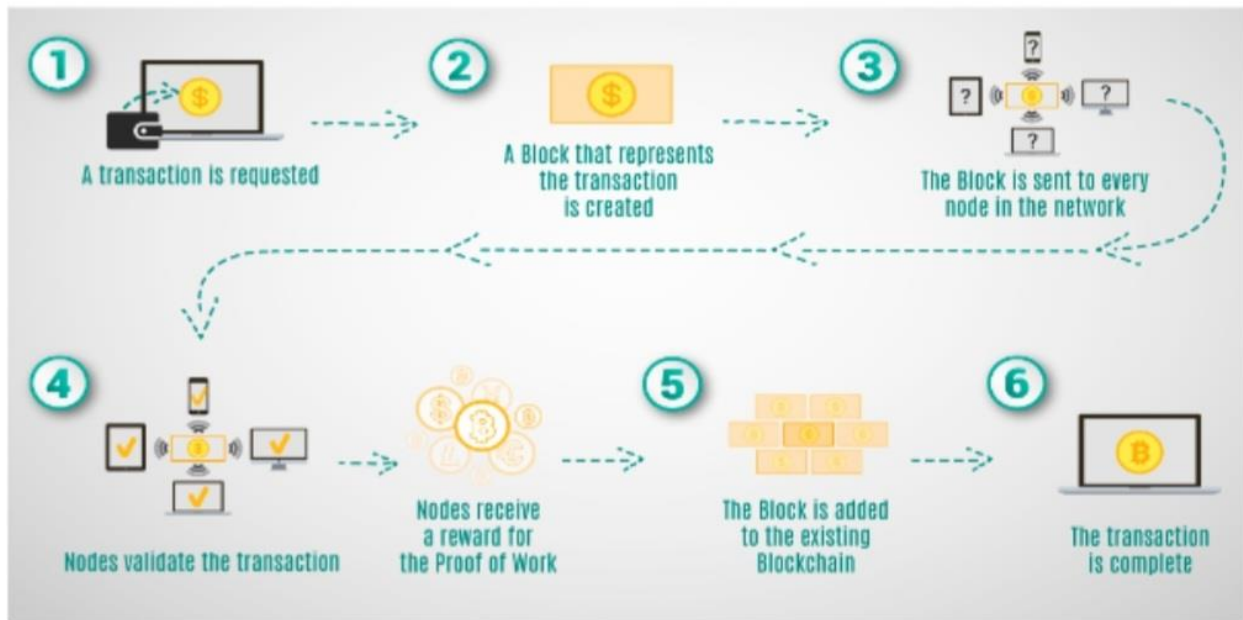 1
A transaction is requested
2
A Block that represents
the transaction
is created
3
The Block is sent to every
node in the network
4
Nodes validate the transaction
Nodes receive
a reward for
the Proof of Work
5
The Block is added
to the existing
Blockchain
6
The transaction
is complete